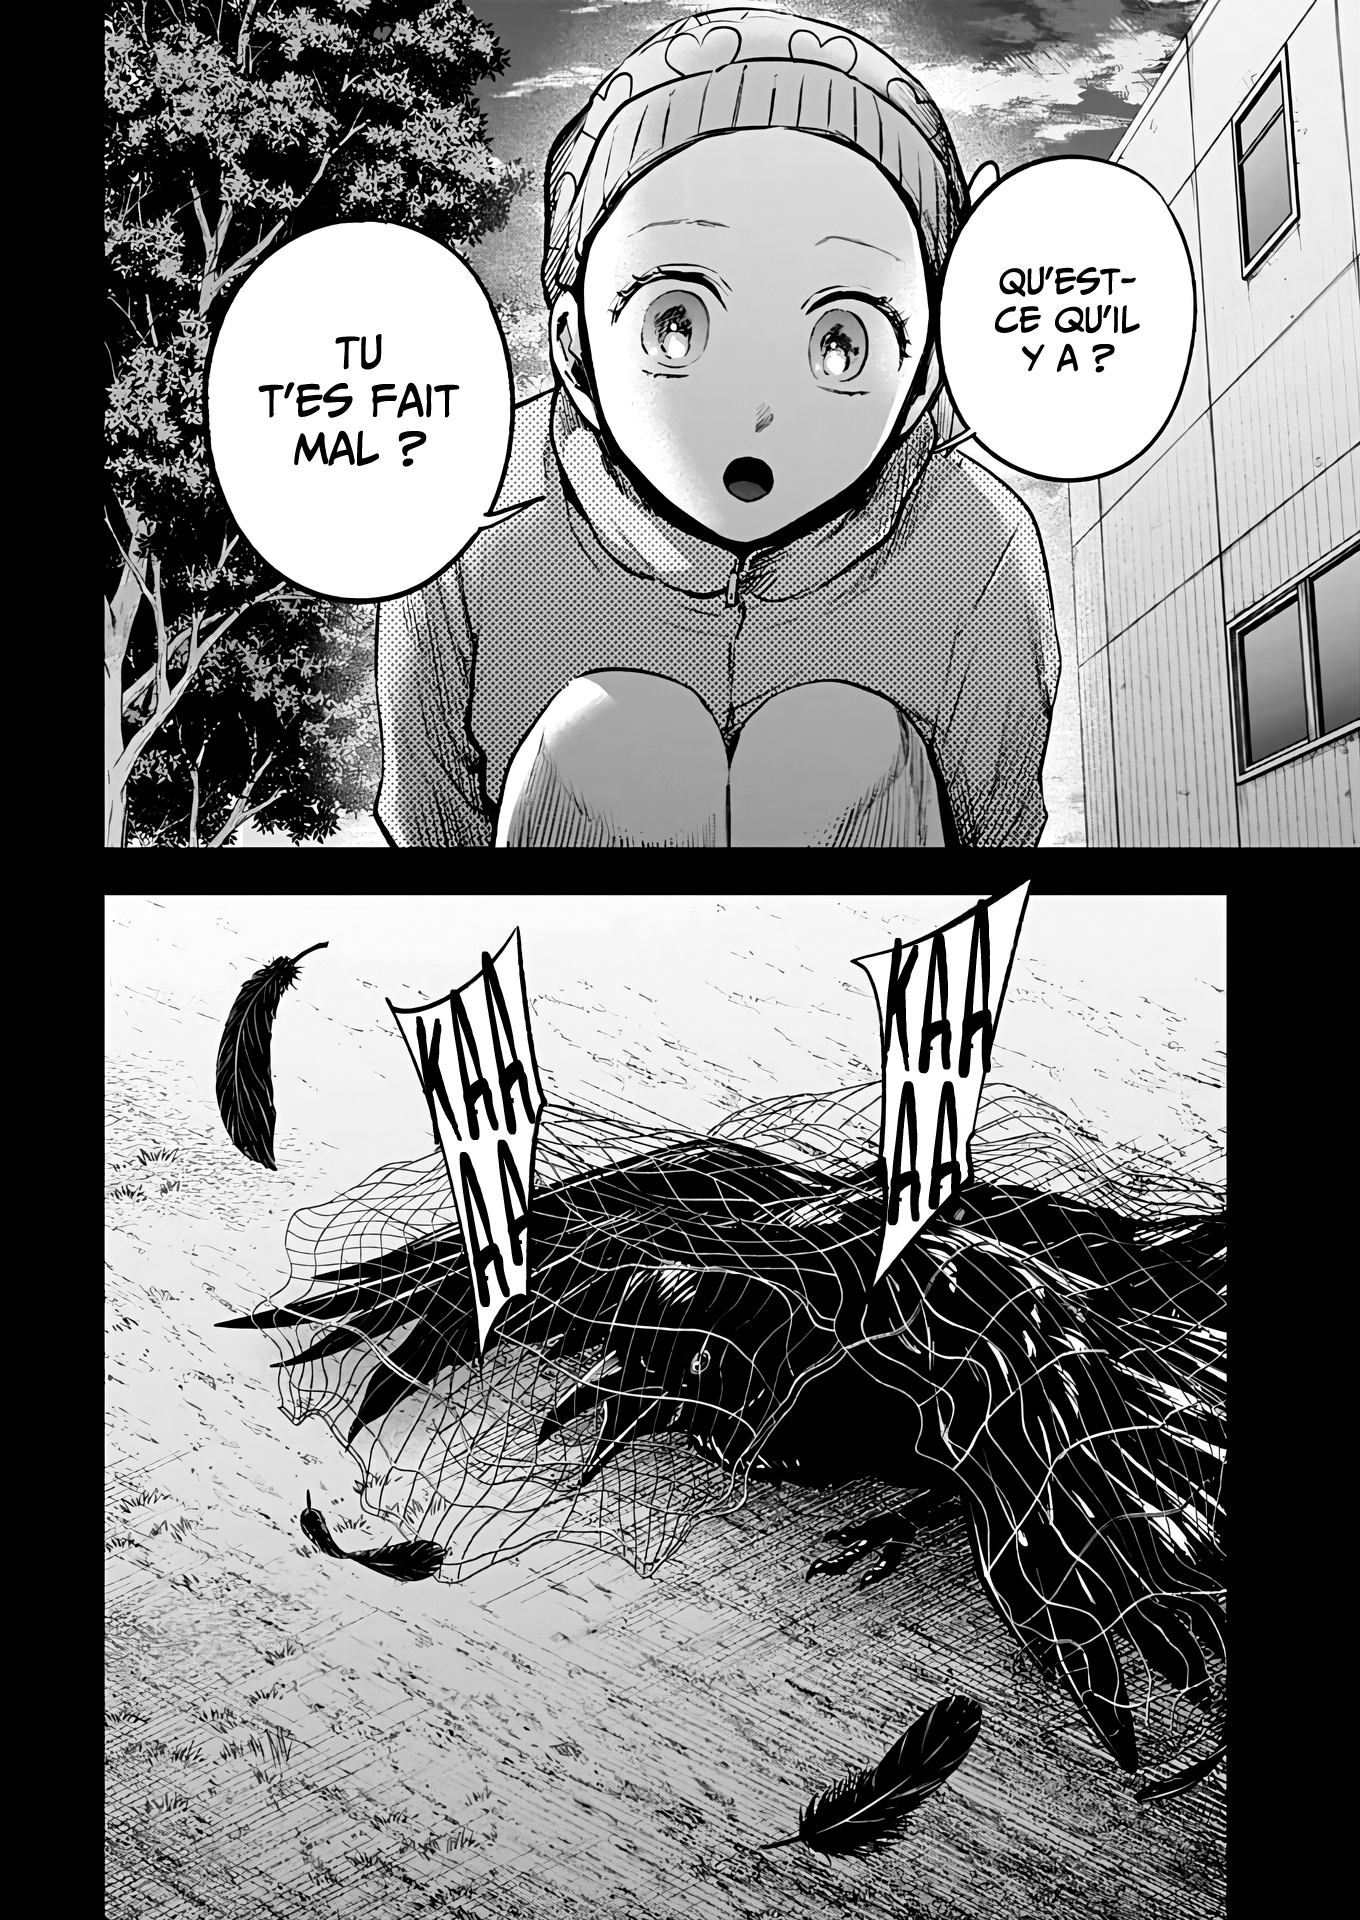 QU'EST-
CE QU'IL
Y A ?
TU
T'ES FAIT
MAL ?
KAA
AA
KAA
AA